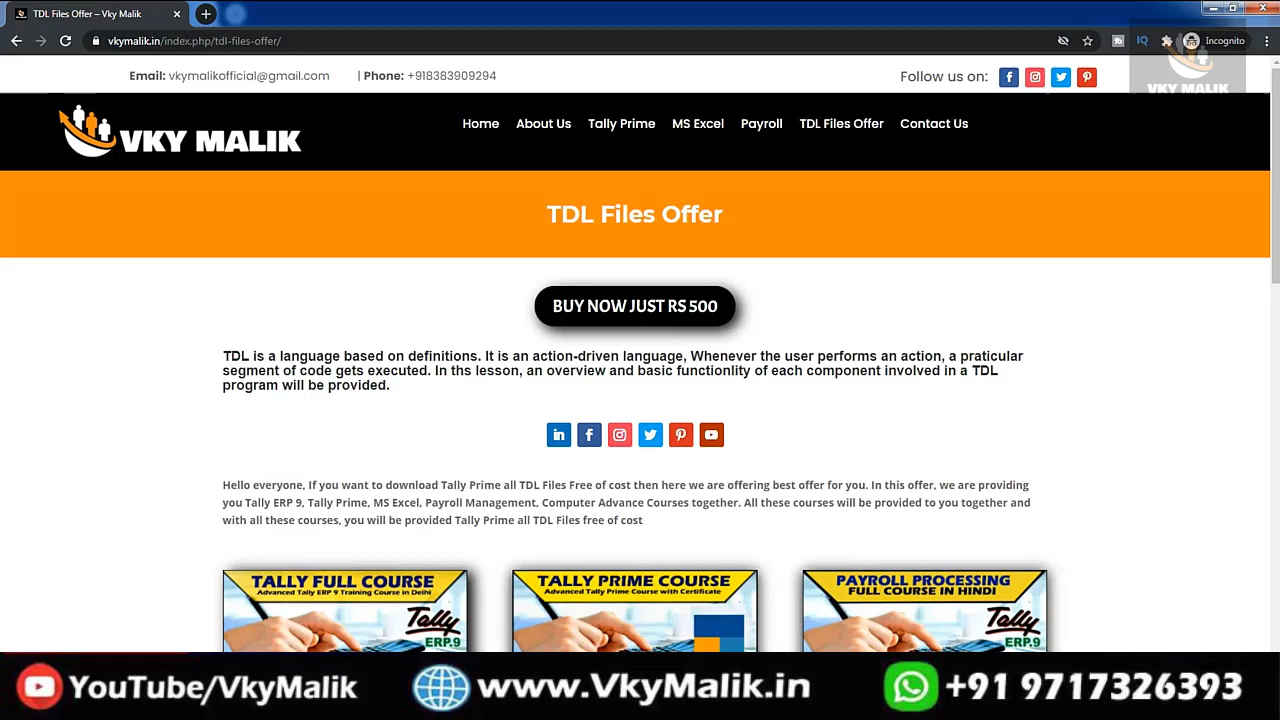 TDL Files Offer – Vky Malik
vkymalik.in/index.php/tdl-files-offer/
IQ
Incognito
Email: vkymalikofficial@gmail.com | Phone: +918383909294
Follow us on:
VKY MALIK
VKY MALIK
Home About Us Tally Prime MS Excel Payroll TDL Files Offer Contact Us
TDL Files Offer
BUY NOW JUST RS 500
TDL is a language based on definitions. It is an action-driven language, Whenever the user performs an action, a praticular
segment of code gets executed. In ths lesson, an overview and basic functionlity of each component involved in a TDL
program will be provided.
Hello everyone, If you want to download Tally Prime all TDL Files Free of cost then here we are offering best offer for you. In this offer, we are providing
you Tally ERP 9, Tally Prime, MS Excel, Payroll Management, Computer Advance Courses together. All these courses will be provided to you together and
with all these courses, you will be provided Tally Prime all TDL Files free of cost
TALLY FULL COURSE
Advanced Tally ERP 9 Training Course in Delhi
Tally
ERP.9
TALLY PRIME COURSE
Advanced Tally Prime Course with Certificate
PAYROLL PROCESSING
FULL COURSE IN HINDI
Tally
ERP.9
YouTube/VkyMalik www.VkyMalik.in +91 9717326393